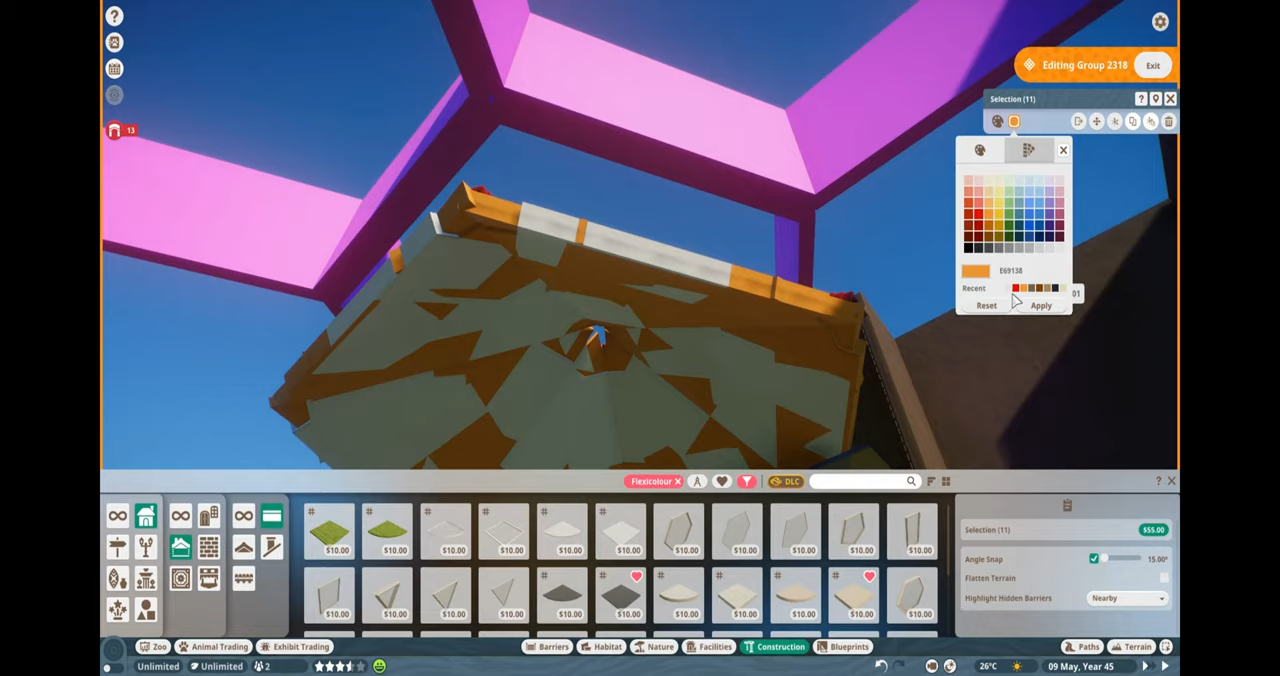 ?
13
Editing Group 2318 Exit
Selection (11) ?
E69138
Recent
01
Reset Apply
Flexicolour DLC ?
# # # # # #
$10.00 $10.00 $10.00 $10.00 $10.00 $10.00 $10.00 $10.00 $10.00 $10.00 $10.00
# # # # # #
$10.00 $10.00 $10.00 $10.00 $10.00 $10.00 $10.00 $10.00 $10.00 $10.00 $10.00
Selection (11) $55.00
Angle Snap 15.00°
Flatten Terrain
Highlight Hidden Barriers Nearby
Zoo Animal Trading Exhibit Trading Barriers Habitat Nature Facilities Construction Blueprints Paths Terrain
Unlimited Unlimited 2 26°C 09 May, Year 45